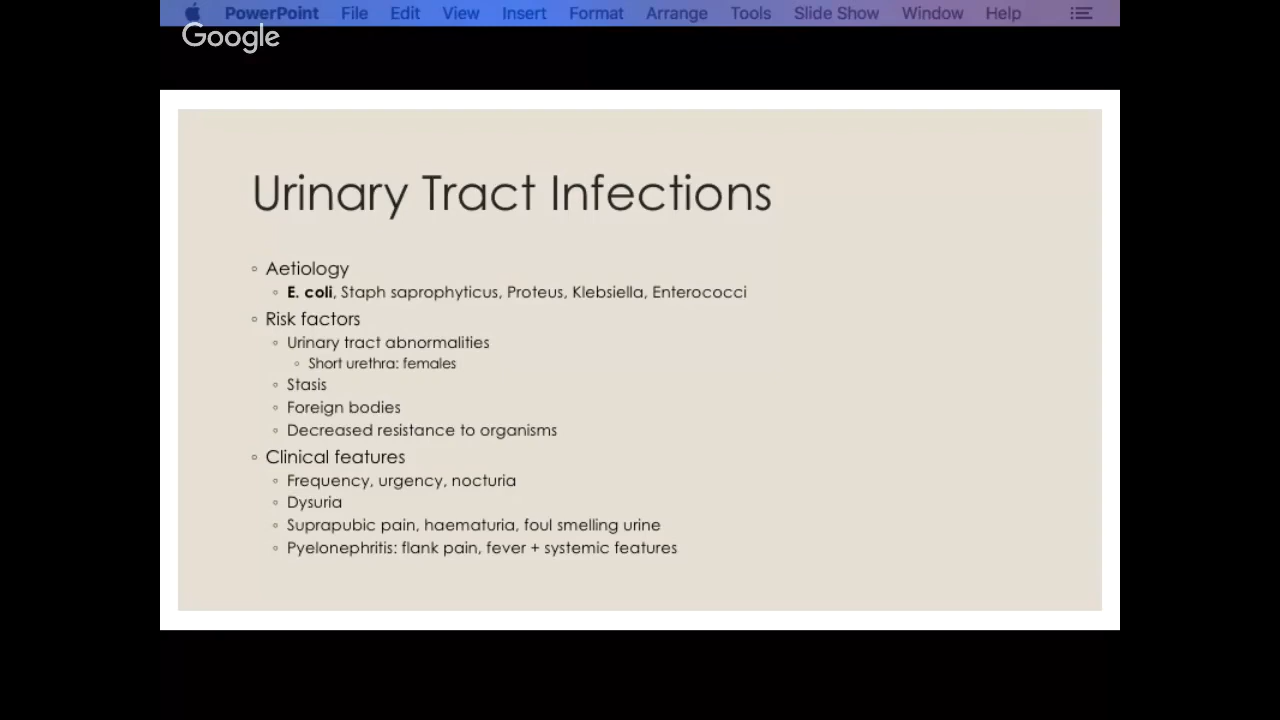 PowerPoint File Edit View Insert Format Arrange Tools Slide Show Window Help
Google
Urinary Tract Infections
Aetiology
E. coli, Staph saprophyticus, Proteus, Klebsiella, Enterococci
Risk factors
Urinary tract abnormalities
Short urethra: females
Stasis
Foreign bodies
Decreased resistance to organisms
Clinical features
Frequency, urgency, nocturia
Dysuria
Suprapubic pain, haematuria, foul smelling urine
Pyelonephritis: flank pain, fever + systemic features